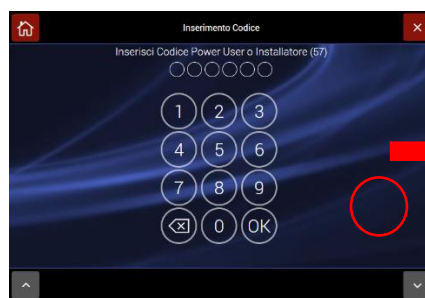 Inserimento Codice
Inserisci Codice Power User o Installatore (57)
1 2 3
4 5 6
7 8 9
0 OK